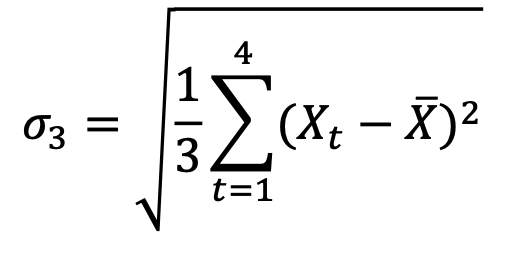 σ₃ = √(1/3 ∑_{t=1}^{4} (X_t − X̄)²)